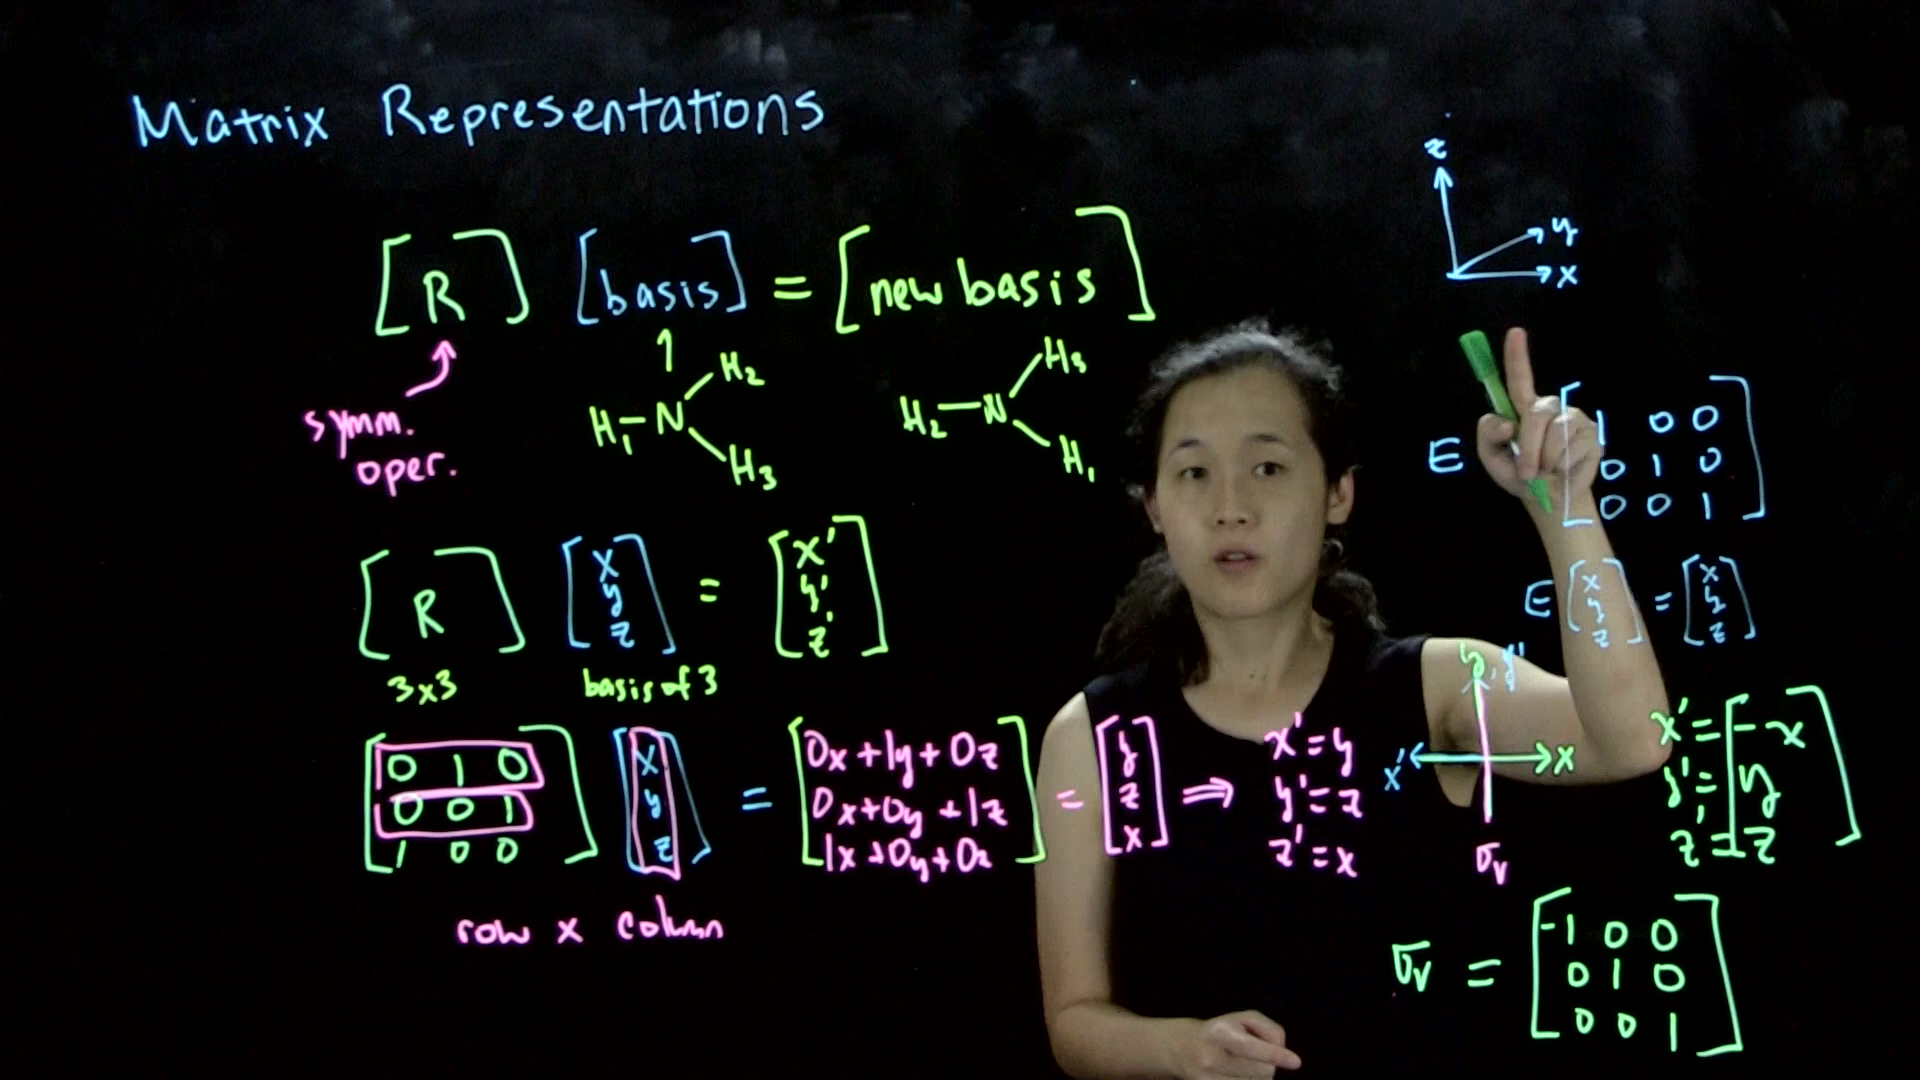 Matrix Representations
z
y
x
[R] [basis] = [new basis]
symm. oper.
H1 - N H2 H3
H2 - N H3 H1
E [1 0 0
0 1 0
0 0 1]
[R] [x y z] = [x' y' z']
3x3 basis of 3
E [x y z] = [x y z]
[0 1 0
0 0 1
1 0 0] [x y z] = [0x+1y+0z
0x+0y+1z
1x+0y+0z] = [y z x] ⇒ x'=y
y'=z
z'=x
y, y'
x' x
σv
x' = -x
y' = y
z' = z
row x column
σv = [-1 0 0
0 1 0
0 0 1]